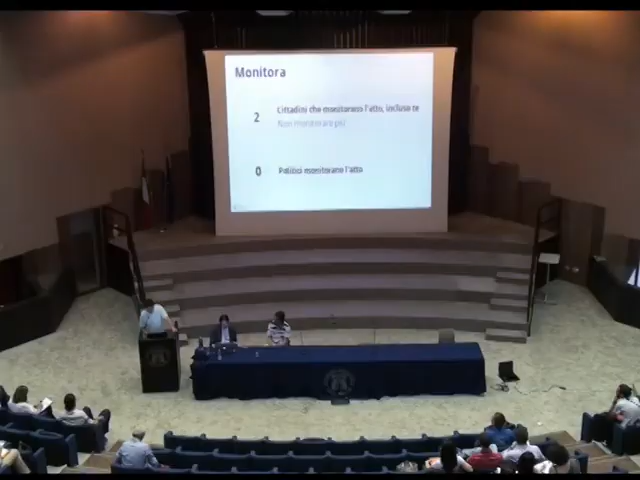 Monitora
2
Cittadini che monitorano l'atto, incluso te
Non monitorare più
0
Politici monitorano l'atto